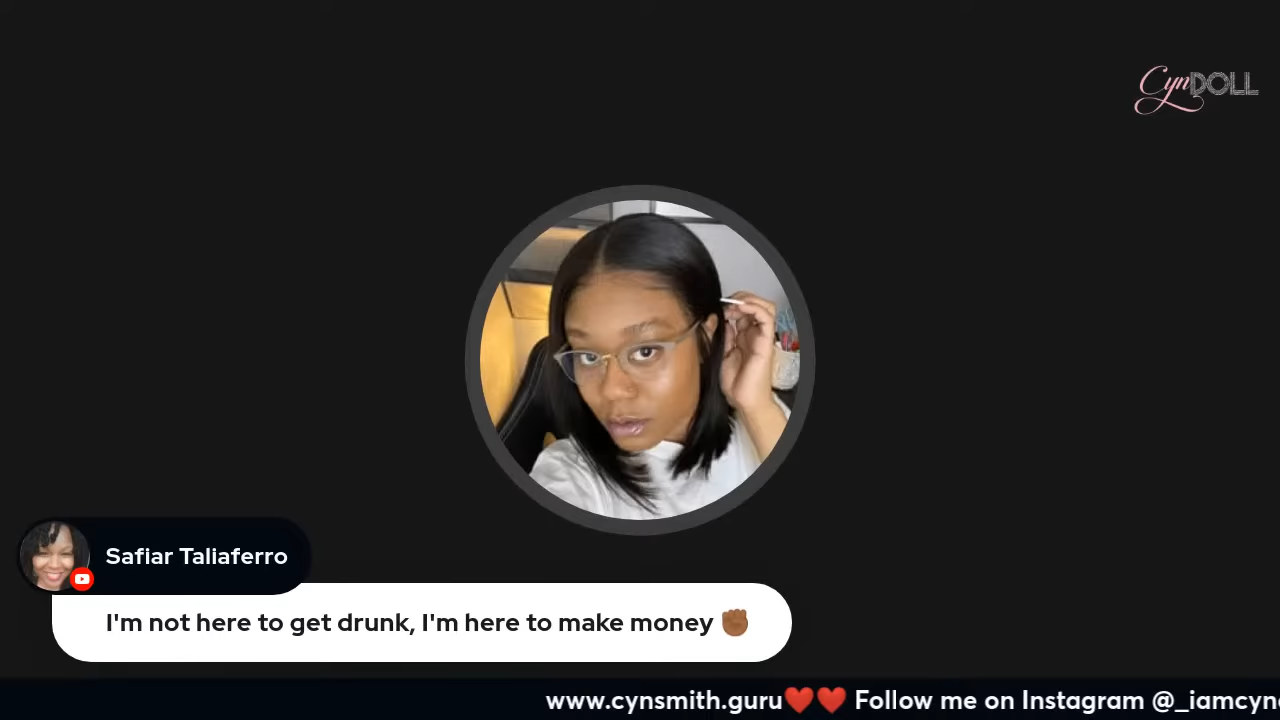 CynDOLL
Safiar Taliaferro
I'm not here to get drunk, I'm here to make money ✊🏾
www.cynsmith.guru❤️❤️ Follow me on Instagram @_iamcyn